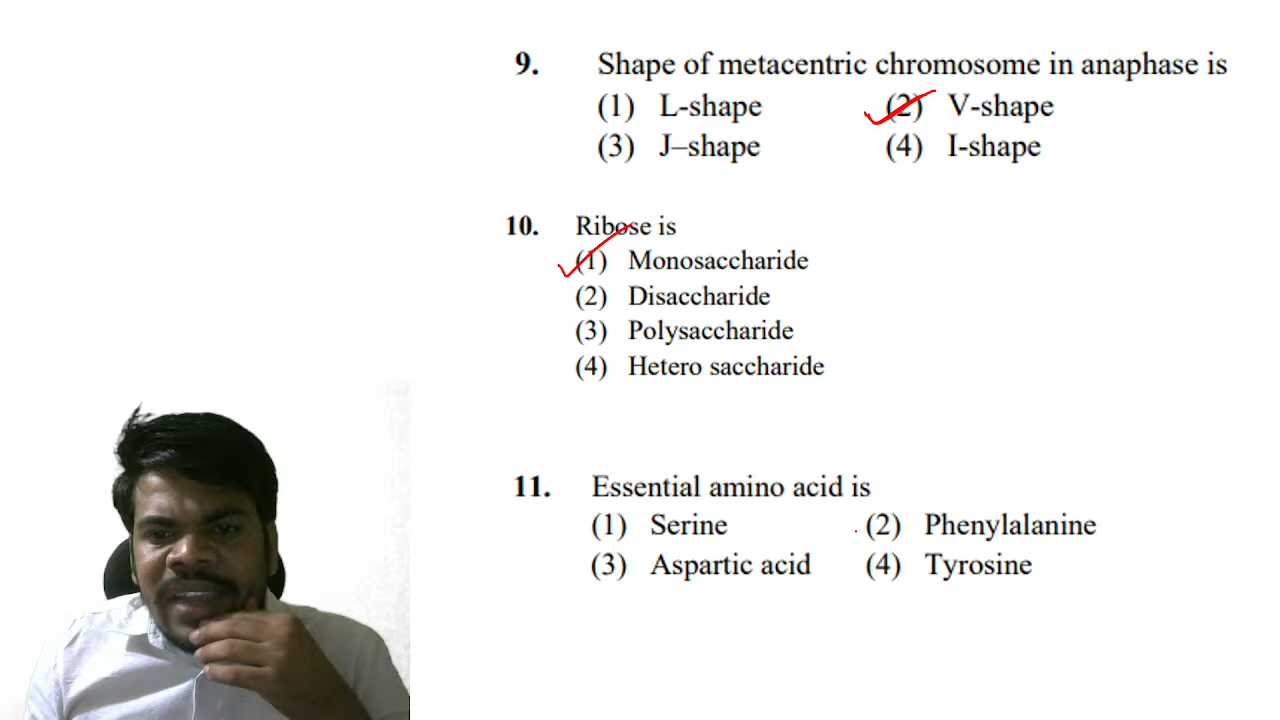 9. Shape of metacentric chromosome in anaphase is
(1) L-shape (2) V-shape
(3) J–shape (4) I-shape
10. Ribose is
(1) Monosaccharide
(2) Disaccharide
(3) Polysaccharide
(4) Hetero saccharide
11. Essential amino acid is
(1) Serine (2) Phenylalanine
(3) Aspartic acid (4) Tyrosine